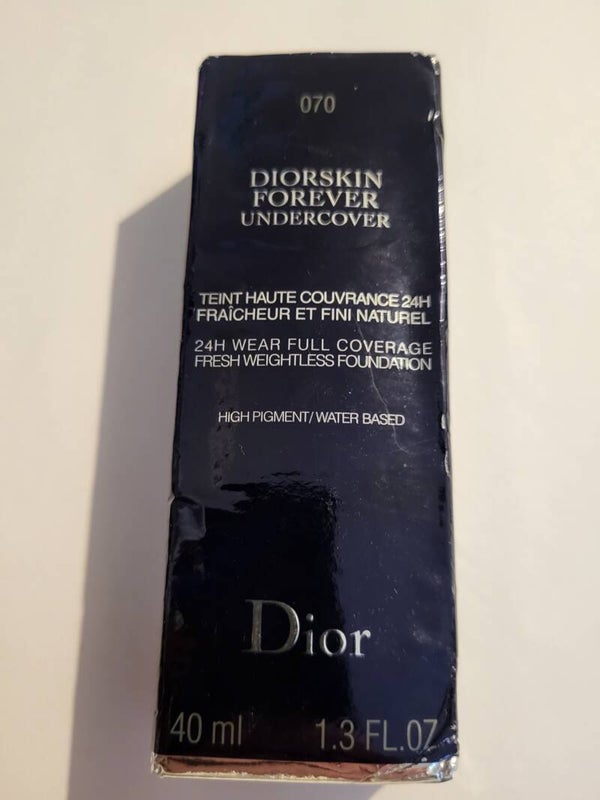 070
DIORSKIN
FOREVER
UNDERCOVER
TEINT HAUTE COUVRANCE 24H
FRAÎCHEUR ET FINI NATUREL
24H WEAR FULL COVERAGE
FRESH WEIGHTLESS FOUNDATION
HIGH PIGMENT/WATER BASED
Dior
40 ml 1.3 FL.OZ